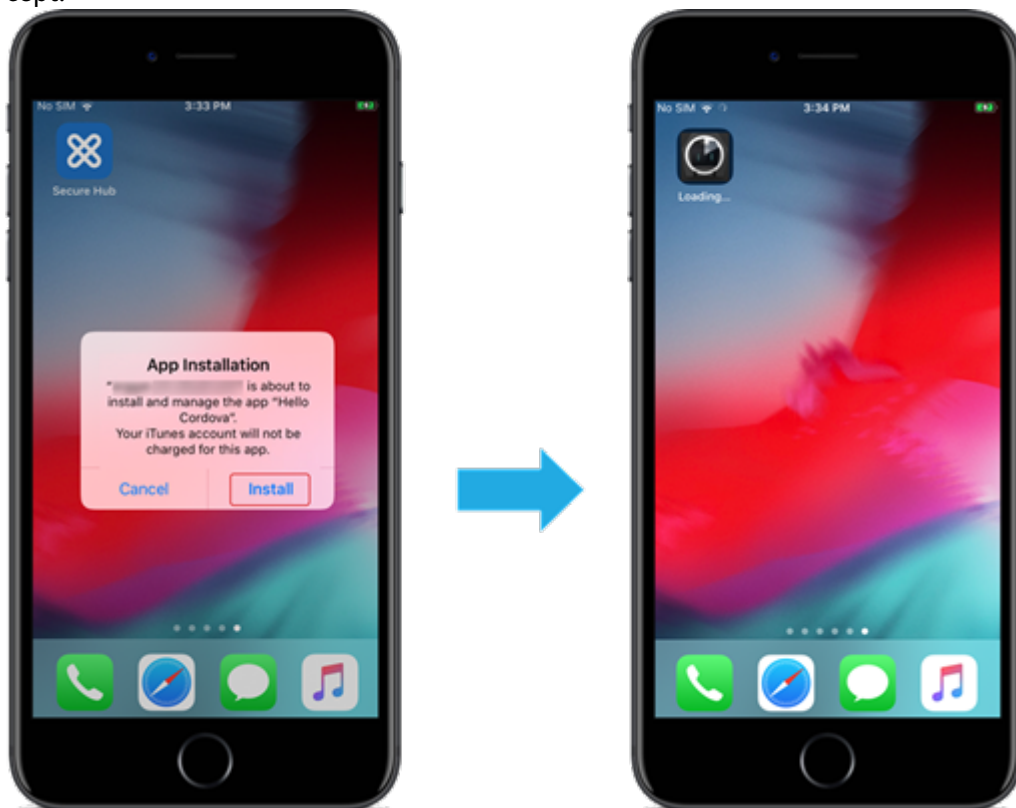 cept.
No SIM 3:33 PM
Secure Hub
App Installation
" " is about to
install and manage the app "Hello
Cordova".
Your iTunes account will not be
charged for this app.
Cancel Install
No SIM 3:34 PM
Loading...